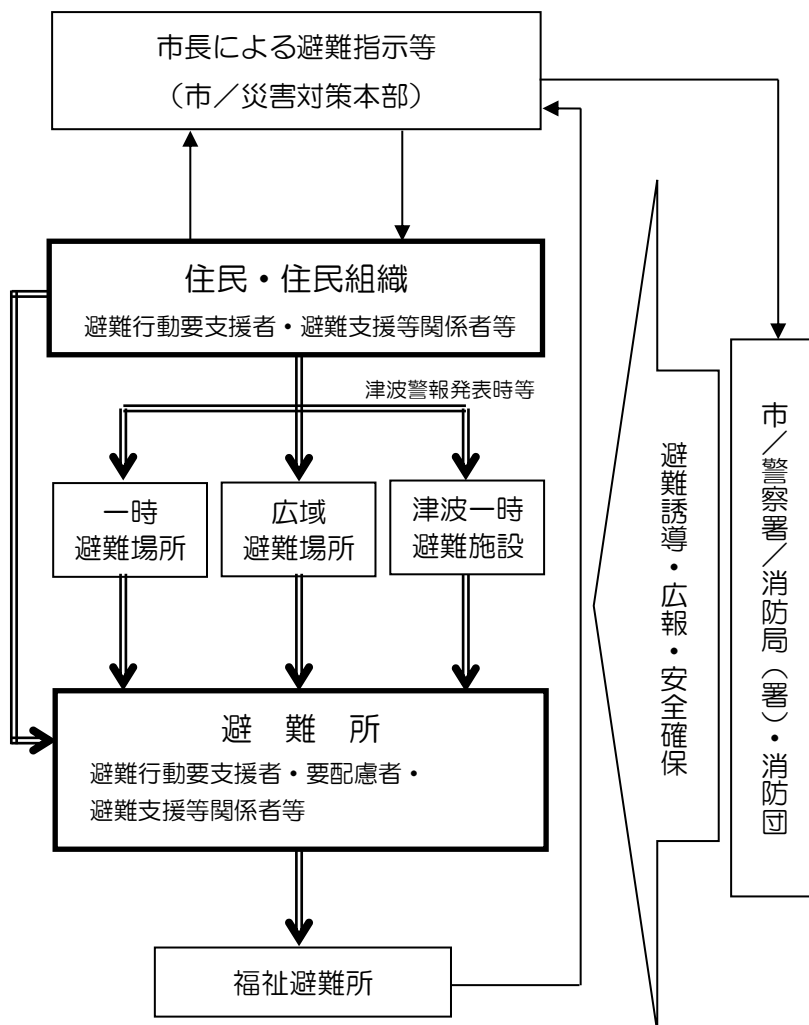 市長による避難指示等
（市／災害対策本部）
住民・住民組織
避難行動要支援者・避難支援等関係者等
津波警報発表時等
一時
避難場所
広域
避難場所
津波一時
避難施設
避　難　所
避難行動要支援者・要配慮者・
避難支援等関係者等
福祉避難所
避難誘導・広報・安全確保
市／警察署／消防局（署）・消防団